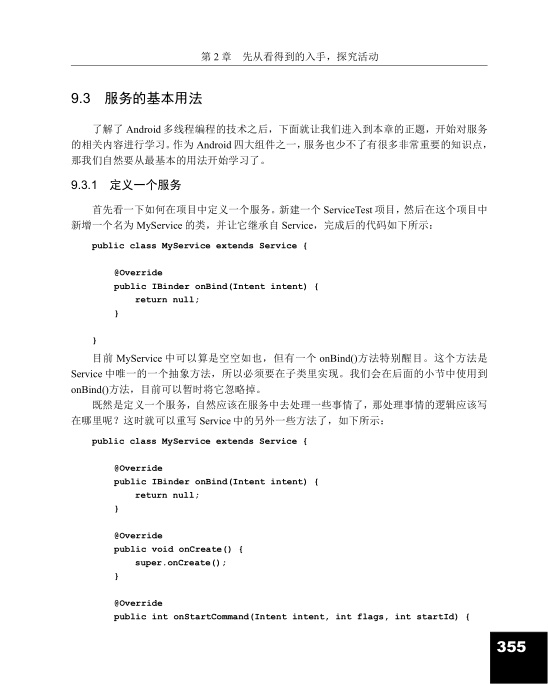 第 2 章　先从看得到的入手，探究活动
9.3　服务的基本用法
了解了 Android 多线程编程的技术之后，下面就让我们进入到本章的正题，开始对服务
的相关内容进行学习。作为 Android 四大组件之一，服务也少不了有很多非常重要的知识点，
那我们自然要从最基本的用法开始学习了。
9.3.1　定义一个服务
首先看一下如何在项目中定义一个服务。新建一个 ServiceTest 项目，然后在这个项目中
新增一个名为 MyService 的类，并让它继承自 Service，完成后的代码如下所示：
public class MyService extends Service {
@Override
public IBinder onBind(Intent intent) {
return null;
}
}
目前 MyService 中可以算是空空如也，但有一个 onBind()方法特别醒目。这个方法是
Service 中唯一的一个抽象方法，所以必须要在子类里实现。我们会在后面的小节中使用到
onBind()方法，目前可以暂时将它忽略掉。
既然是定义一个服务，自然应该在服务中去处理一些事情了，那处理事情的逻辑应该写
在哪里呢？这时就可以重写 Service 中的另外一些方法了，如下所示：
public class MyService extends Service {
@Override
public IBinder onBind(Intent intent) {
return null;
}
@Override
public void onCreate() {
super.onCreate();
}
@Override
public int onStartCommand(Intent intent, int flags, int startId) {
355